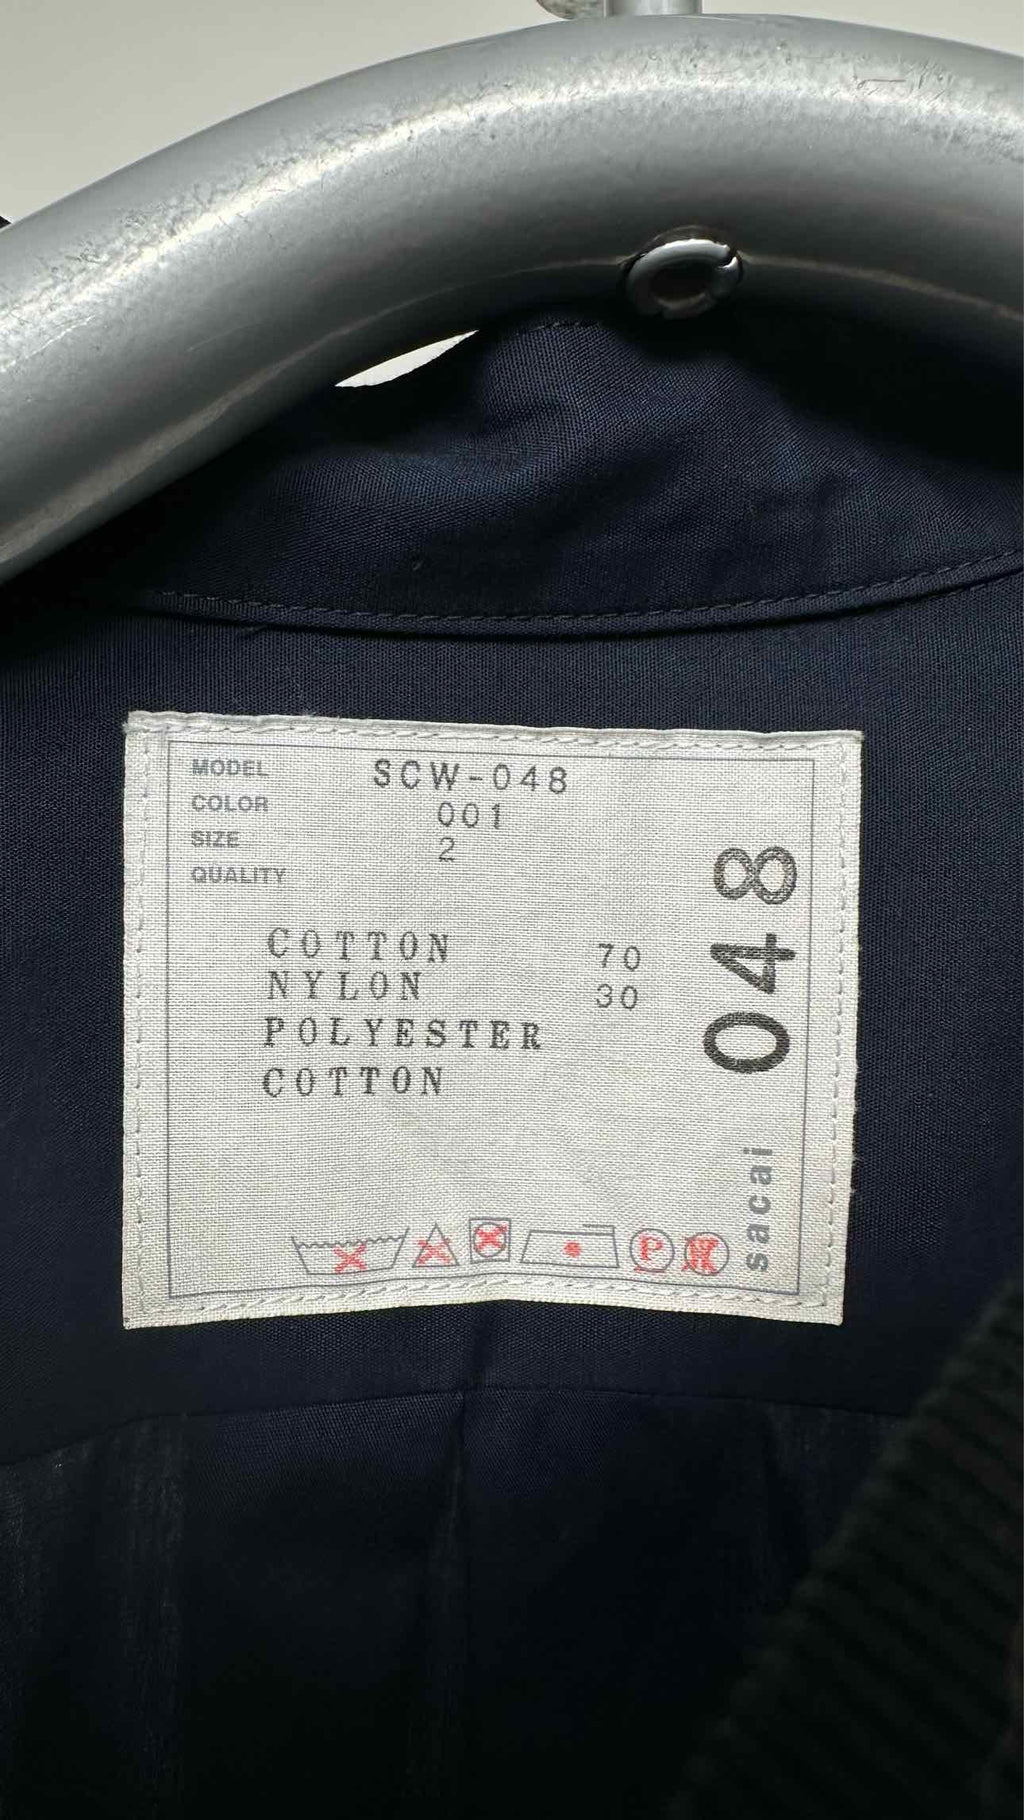 MODEL SCW-048
COLOR 001
SIZE 2
QUALITY
COTTON 70
NYLON 30
POLYESTER
COTTON
P
W
sacai 048